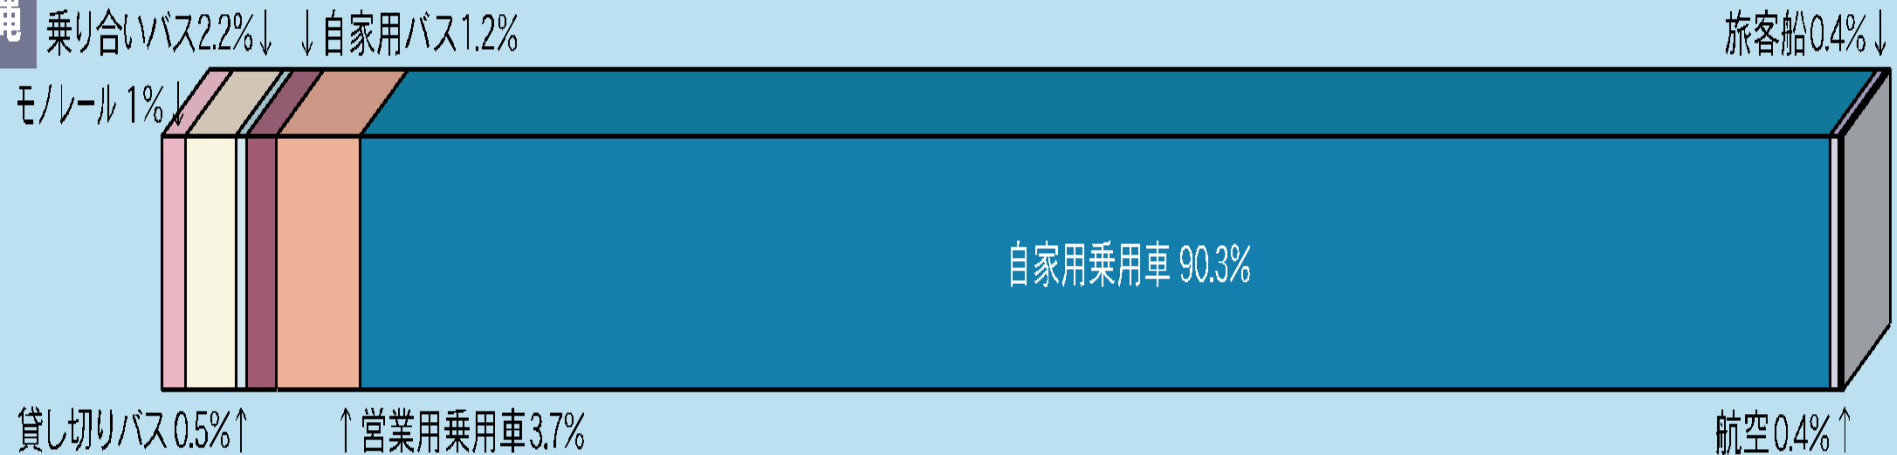 乗り合いバス2.2%↓ ↓自家用バス1.2%
旅客船0.4%↓
モノレール 1%↓
自家用乗用車 90.3%
貸し切りバス 0.5%↑ ↑営業用乗用車3.7%
航空0.4%↑